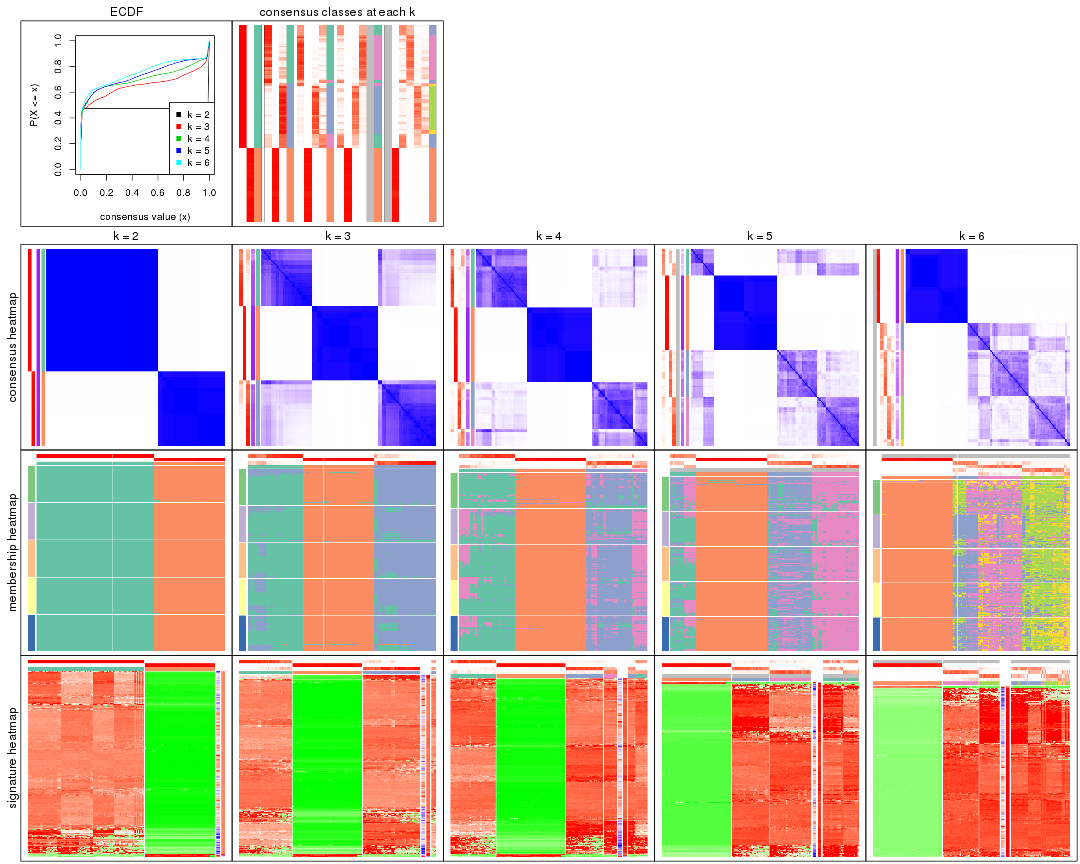 ECDF
consensus classes at each k
P(X <= x)
1.0
0.8
0.6
0.4
0.2
0.0
k = 2
k = 3
k = 4
k = 5
k = 6
0.0 0.2 0.4 0.6 0.8 1.0
consensus value (x)
k = 2
k = 3
k = 4
k = 5
k = 6
consensus heatmap
membership heatmap
signature heatmap